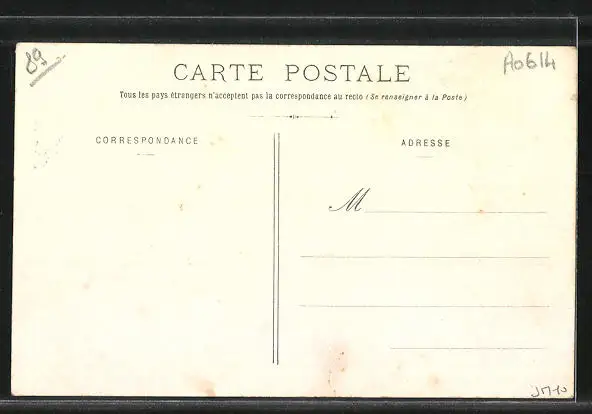 89
A0614
CARTE POSTALE
Tous les pays étrangers n'acceptent pas la correspondance au recto (Se renseigner à la Poste)
CORRESPONDANCE
ADRESSE
M